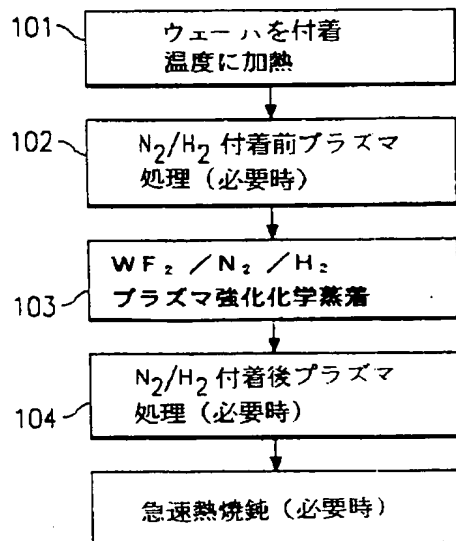 101
ウェーハを付着
温度に加熱
102
N₂/H₂ 付着前プラズマ
処理（必要時）
103
WF₂ ／N₂ ／H₂
プラズマ強化化学蒸着
104
N₂/H₂ 付着後プラズマ
処理（必要時）
急速熱焼鈍（必要時）